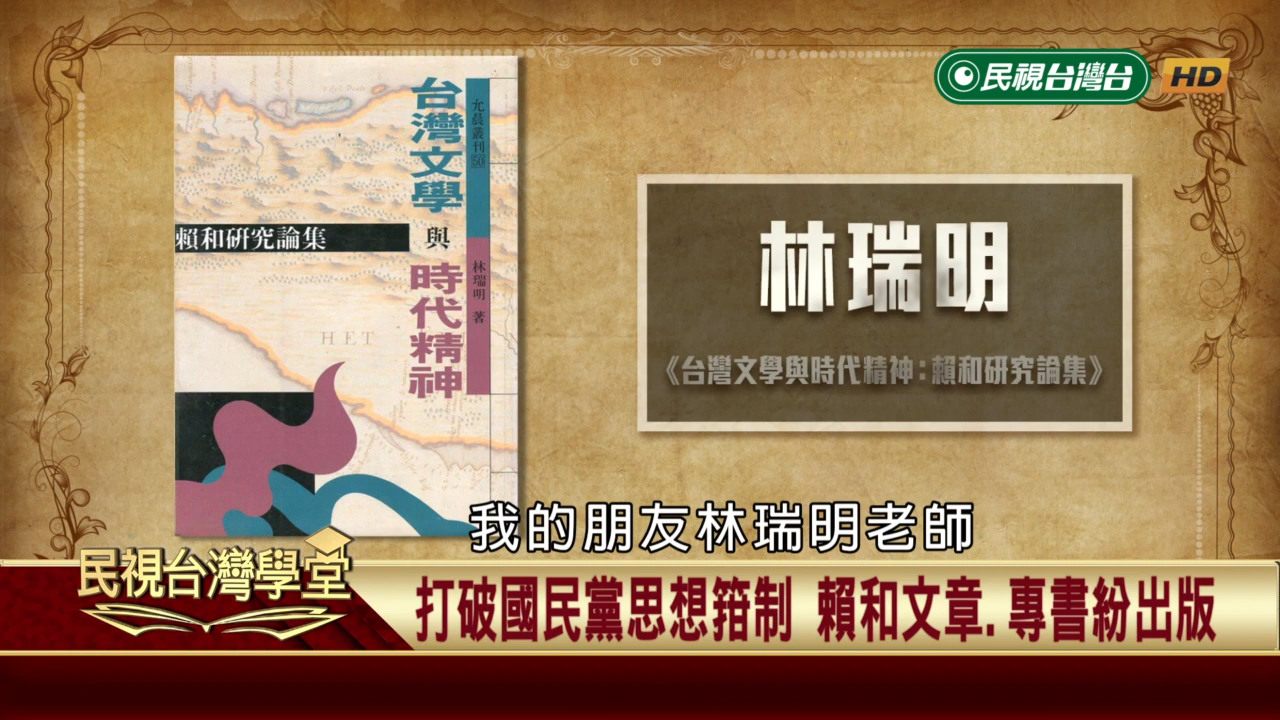 民視台灣台 HD
允晨叢刊 50
台灣文學
與
時代精神
賴和研究論集
林瑞明 著
HET
林瑞明
《台灣文學與時代精神：賴和研究論集》
我的朋友林瑞明老師
民視台灣學堂
打破國民黨思想箝制 賴和文章.專書紛出版